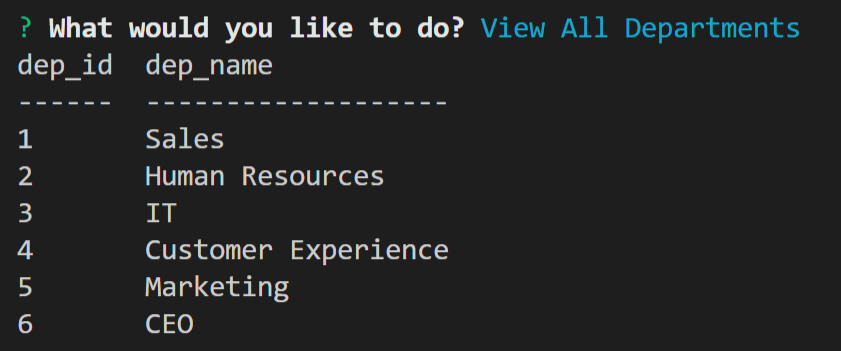 ? What would you like to do? View All Departments
dep_id  dep_name
------  -------------------
1       Sales
2       Human Resources
3       IT
4       Customer Experience
5       Marketing
6       CEO